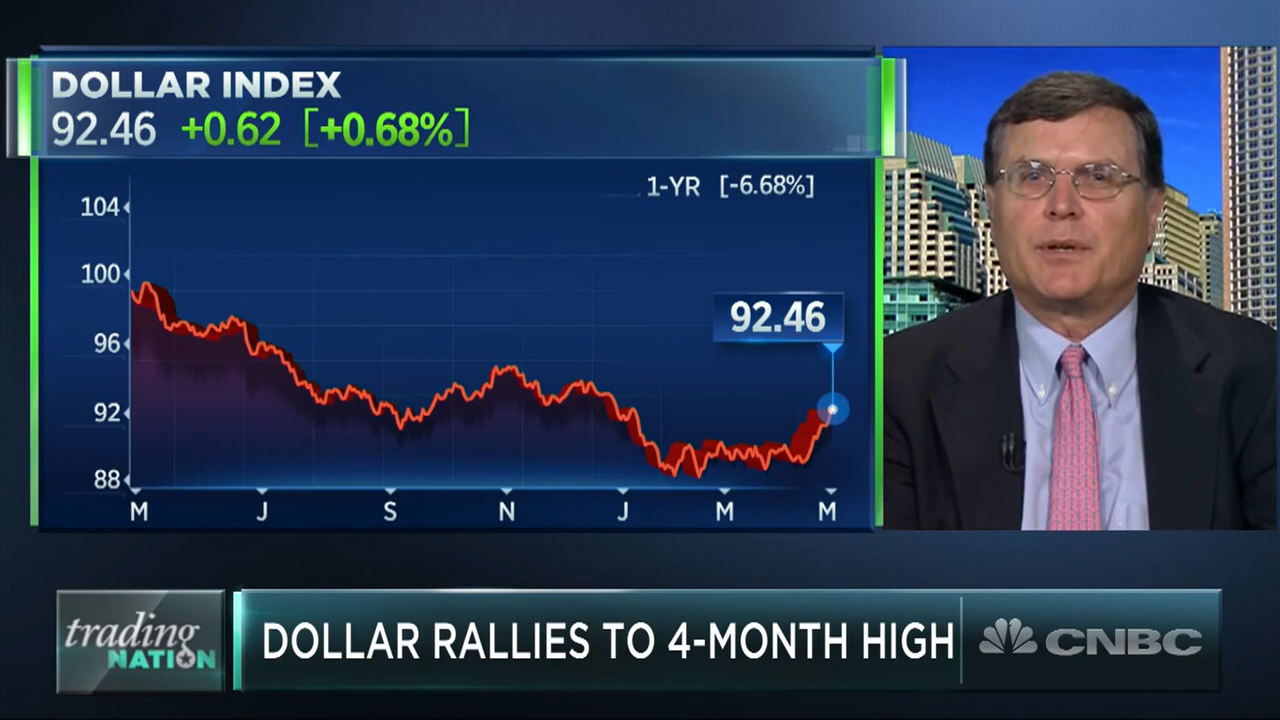 DOLLAR INDEX
92.46 +0.62 [+0.68%]
1-YR [-6.68%]
104
100
96
92
88
92.46
M J S N J M M
trading
NATION
DOLLAR RALLIES TO 4-MONTH HIGH
CNBC